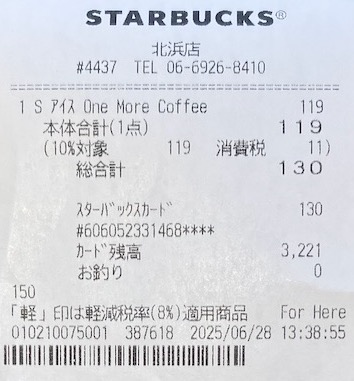 STARBUCKS®
北浜店
#4437 TEL 06-6926-8410
1 S アイス One More Coffee 119
本体合計(1点) 119
(10%対象 119 消費税 11)
総合計 130
スターバックスカード 130
#606052331468****
カード残高 3,221
お釣り 0
150
「軽」印は軽減税率(8%)適用商品 For Here
010210075001 387618 2025/06/28 13:38:55